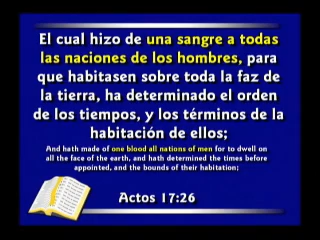 El cual hizo de una sangre a todas
las naciones de los hombres, para
que habitasen sobre toda la faz de
la tierra, ha determinado el orden
de los tiempos, y los términos de la
habitación de ellos;
And hath made of one blood all nations of men for to dwell on
all the face of the earth, and hath determined the times before
appointed, and the bounds of their habitation;
Actos 17:26